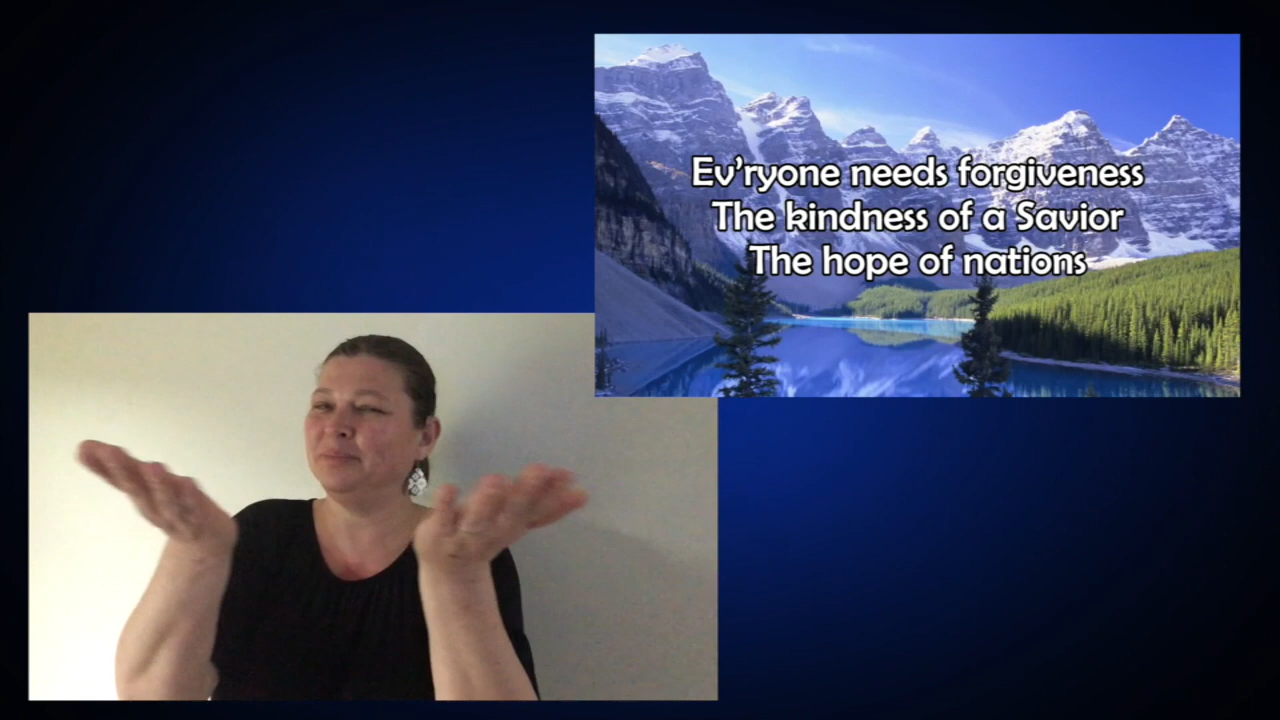 Ev'ryone needs forgiveness
The kindness of a Savior
The hope of nations